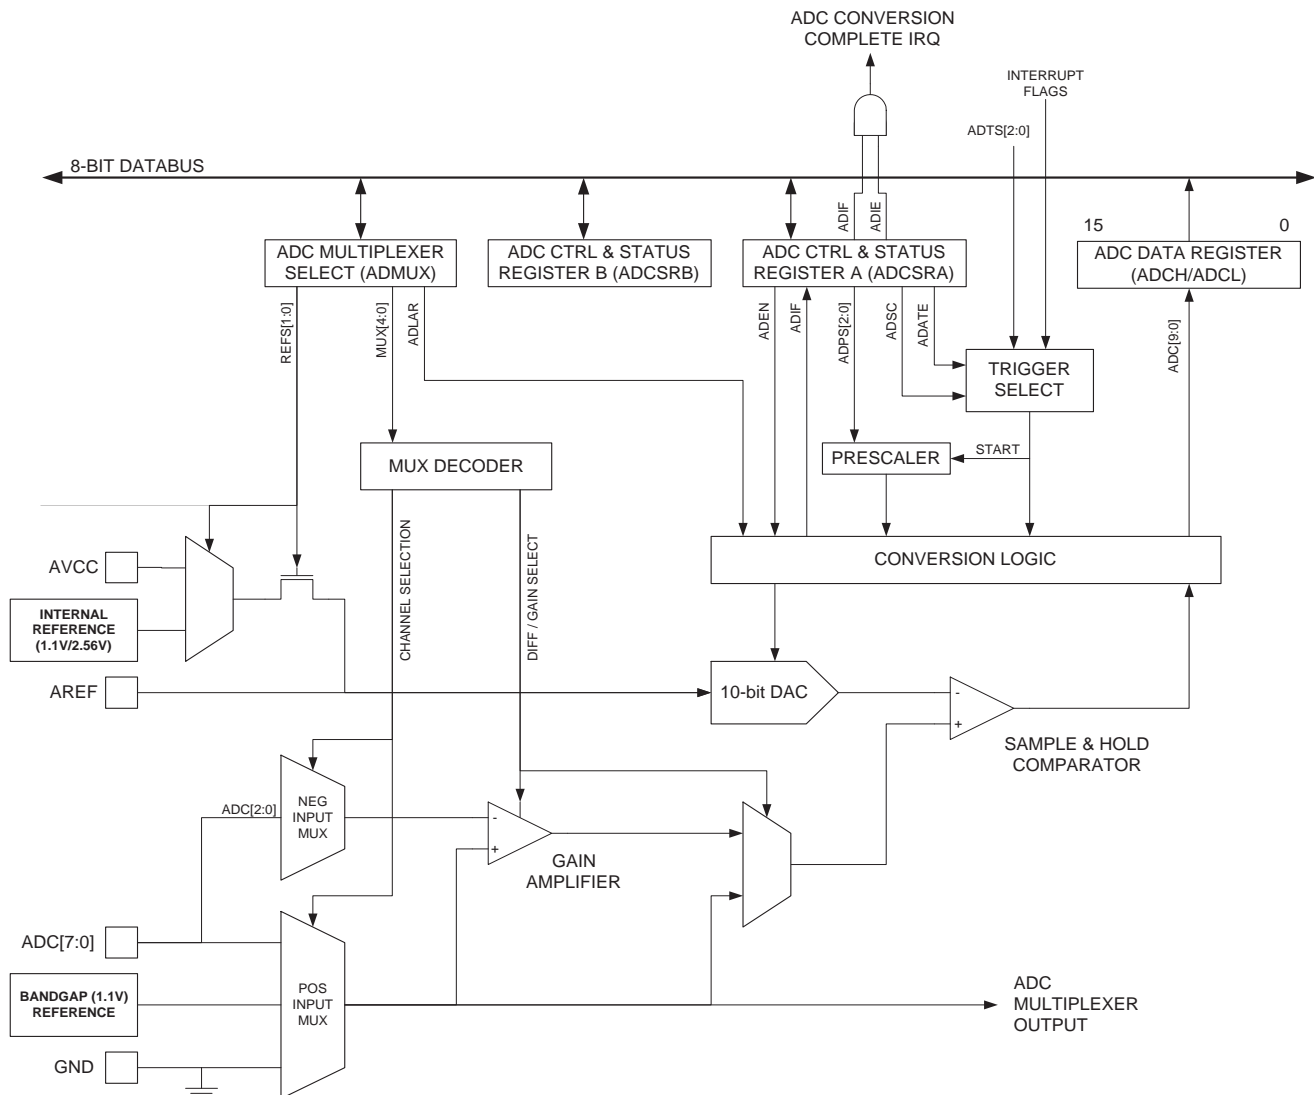 ADC CONVERSION
COMPLETE IRQ
INTERRUPT
FLAGS
ADTS[2:0]
8-BIT DATABUS
ADIF
ADIE
15
0
ADC MULTIPLEXER
SELECT (ADMUX)
ADC CTRL & STATUS
REGISTER B (ADCSRB)
ADC CTRL & STATUS
REGISTER A (ADCSRA)
ADC DATA REGISTER
(ADCH/ADCL)
REFS[1:0]
MUX[4:0]
ADLAR
ADEN
ADIF
ADPS[2:0]
ADSC
ADATE
ADC[9:0]
TRIGGER
SELECT
MUX DECODER
PRESCALER
START
CHANNEL SELECTION
DIFF / GAIN SELECT
CONVERSION LOGIC
AVCC
INTERNAL
REFERENCE
(1.1V/2.56V)
AREF
10-bit DAC
-
+
SAMPLE & HOLD
COMPARATOR
ADC[2:0]
NEG
INPUT
MUX
-
+
GAIN
AMPLIFIER
ADC[7:0]
BANDGAP (1.1V)
REFERENCE
POS
INPUT
MUX
ADC
MULTIPLEXER
OUTPUT
GND